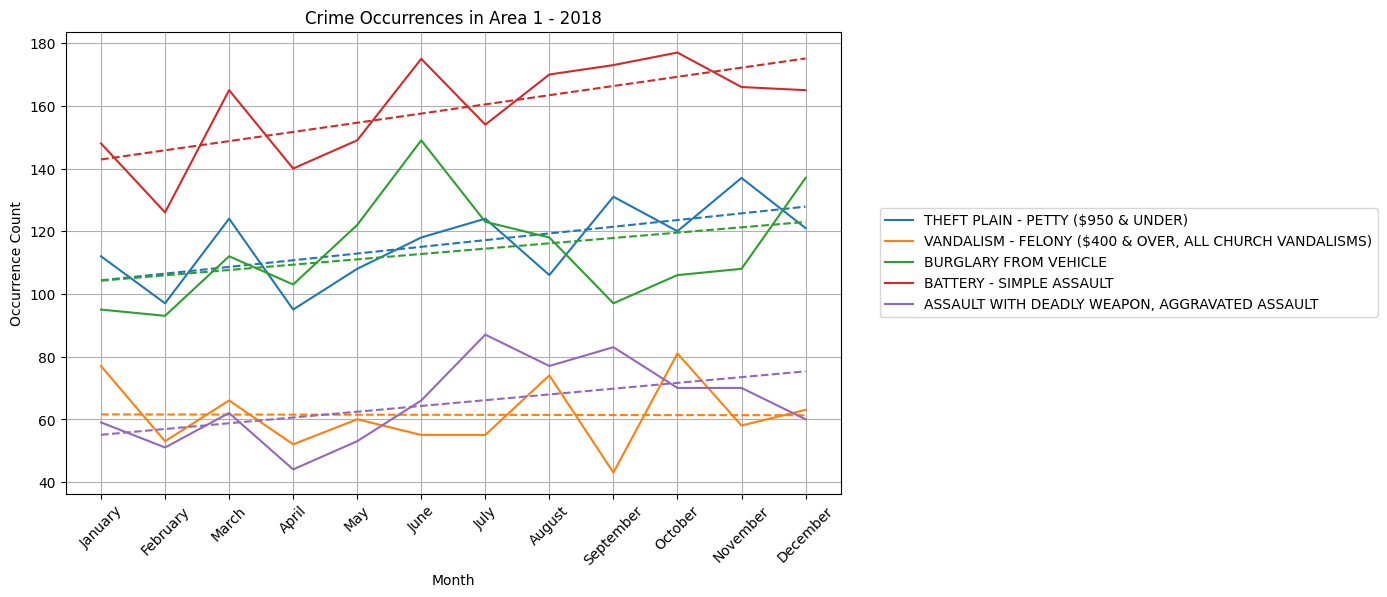 Crime Occurrences in Area 1 - 2018
Occurrence Count
180
160
140
120
100
80
60
40
January
February
March
April
May
June
July
August
September
October
November
December
Month
THEFT PLAIN - PETTY ($950 & UNDER)
VANDALISM - FELONY ($400 & OVER, ALL CHURCH VANDALISMS)
BURGLARY FROM VEHICLE
BATTERY - SIMPLE ASSAULT
ASSAULT WITH DEADLY WEAPON, AGGRAVATED ASSAULT